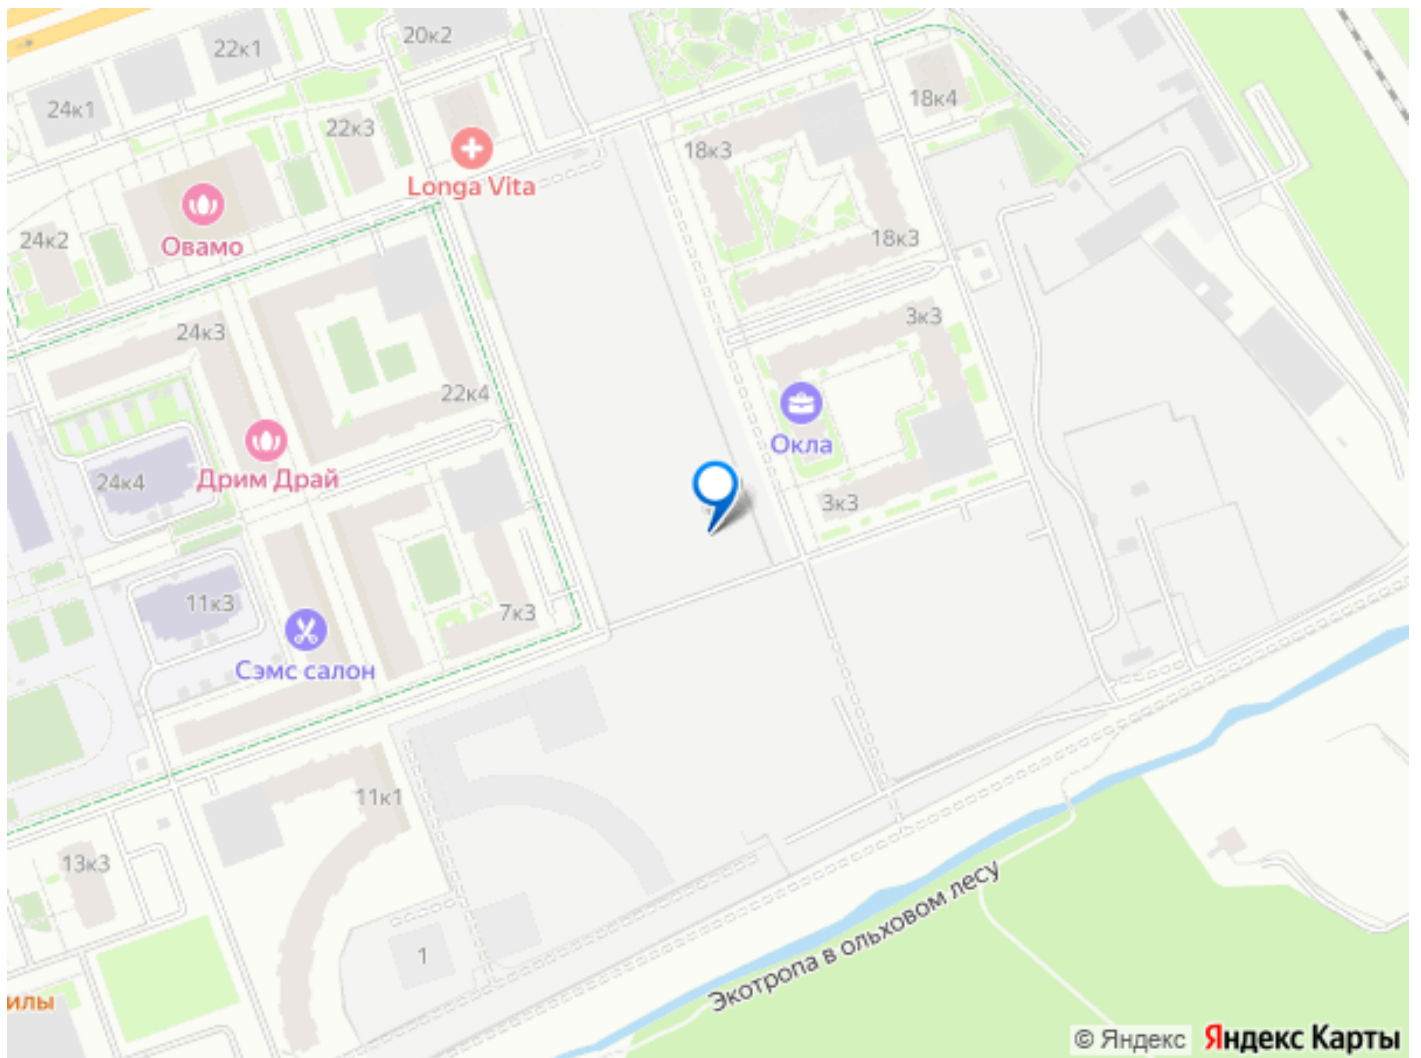 20к2
22к1
24к1
22к3
18к4
18к3
Longa Vita
24к2
Овамо
18к3
24к3
3к3
22к4
Окла
24к4
Дрим Драй
3к3
11к3
7к3
Сэмс салон
11к1
13к3
1
Экотропа в ольховом лесу
илы
© Яндекс Яндекс Карты